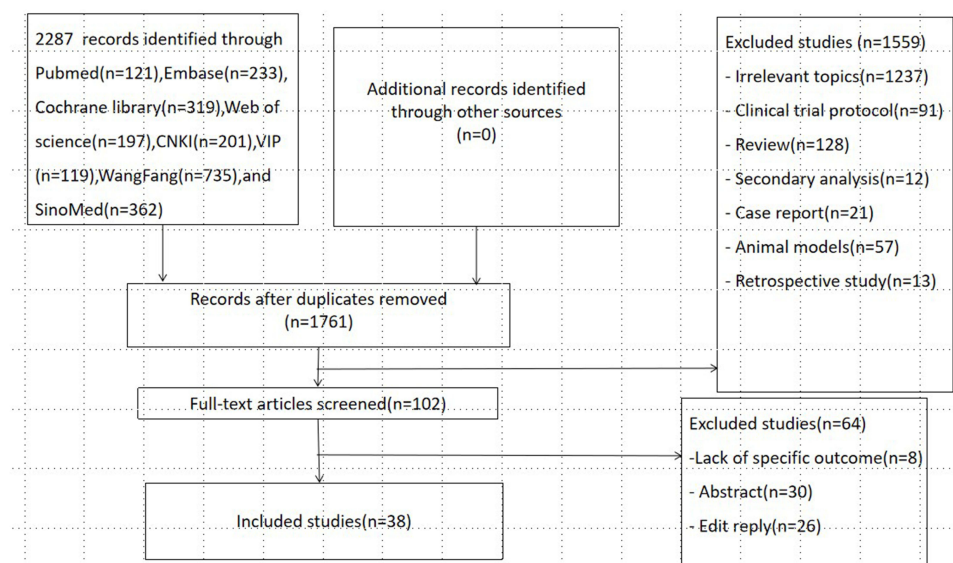 2287 records identified through
Pubmed(n=121),Embase(n=233),
Cochrane library(n=319),Web of
science(n=197),CNKI(n=201),VIP
(n=119),WangFang(n=735),and
SinoMed(n=362)
Additional records identified
through other sources
(n=0)
Excluded studies (n=1559)
- Irrelevant topics(n=1237)
- Clinical trial protocol(n=91)
- Review(n=128)
- Secondary analysis(n=12)
- Case report(n=21)
- Animal models(n=57)
- Retrospective study(n=13)
Records after duplicates removed
(n=1761)
Full-text articles screened(n=102)
Excluded studies(n=64)
-Lack of specific outcome(n=8)
- Abstract(n=30)
- Edit reply(n=26)
Included studies(n=38)